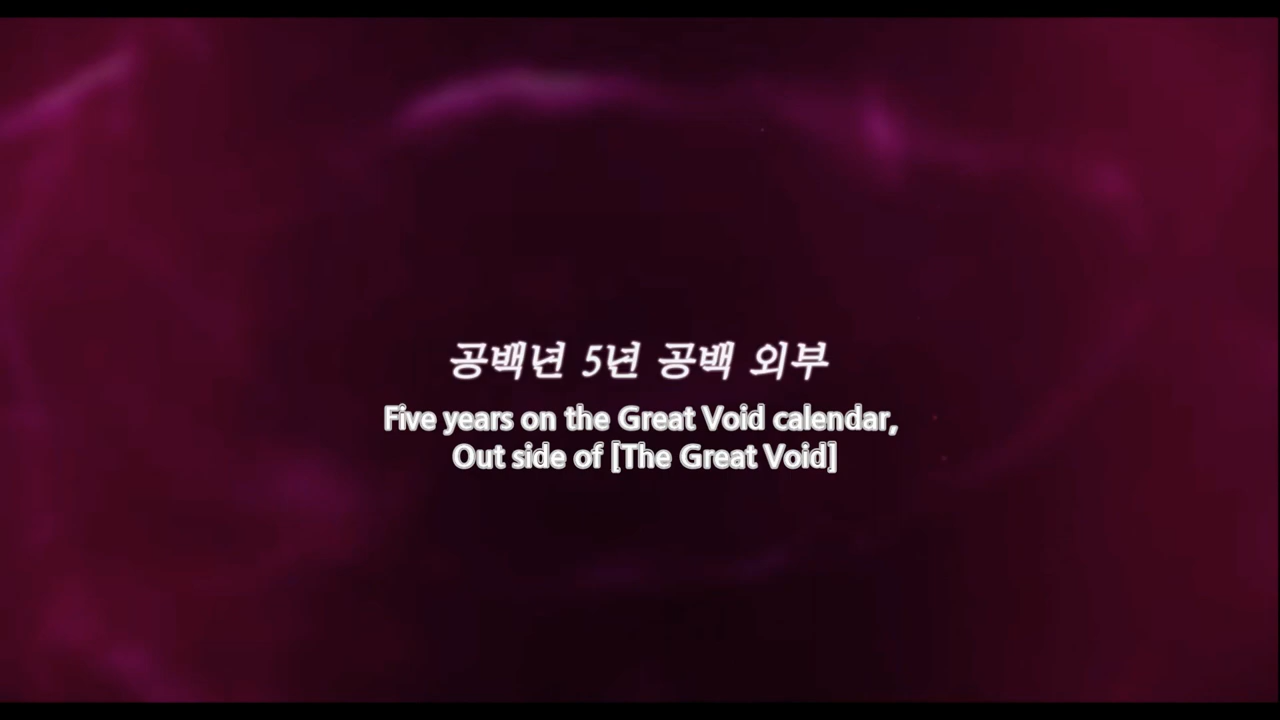 공백년 5년 공백 외부
Five years on the Great Void calendar,
Out side of [The Great Void]